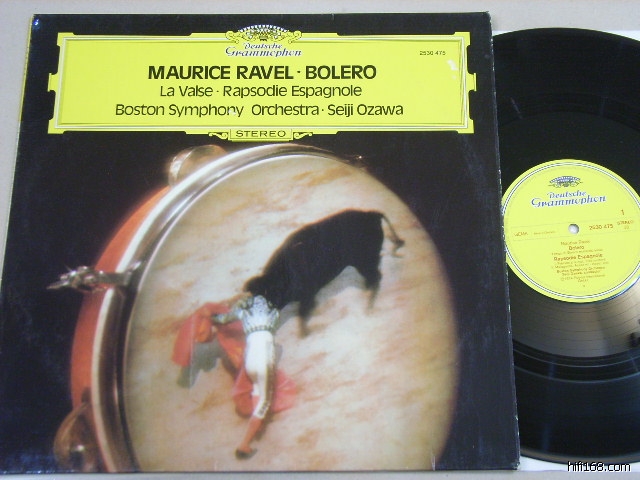 Deutsche
Grammophon
2530 475
MAURICE RAVEL · BOLERO
La Valse · Rapsodie Espagnole
Boston Symphony Orchestra · Seiji Ozawa
STEREO
Deutsche
Grammophon
1
2530 475
Bolero
Rapsodie Espagnole
hifi168.com